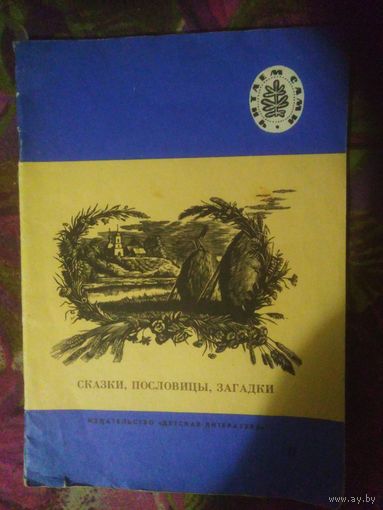 ЧИТАЕМ САМИ
СКАЗКИ, ПОСЛОВИЦЫ, ЗАГАДКИ
ИЗДАТЕЛЬСТВО «ДЕТСКАЯ ЛИТЕРАТУРА»
www.ay.by